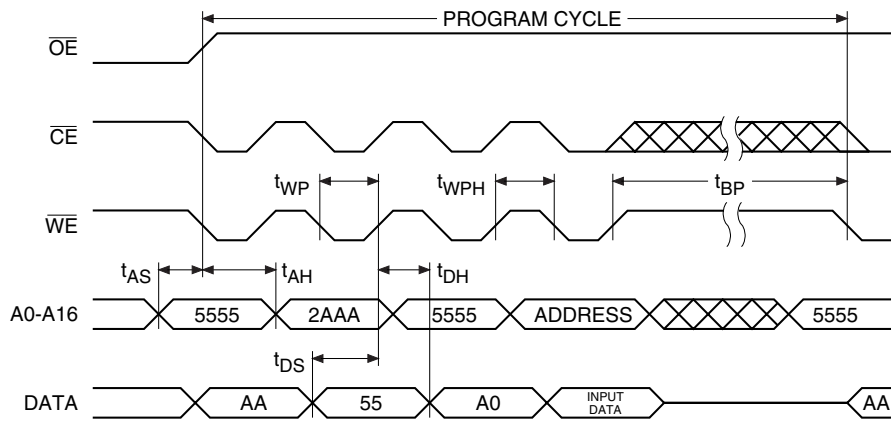 PROGRAM CYCLE
OE
CE
tWP tWPH tBP
WE
tAS tAH tDH
A0-A16 5555 2AAA 5555 ADDRESS 5555
tDS
DATA AA 55 A0 INPUT DATA AA